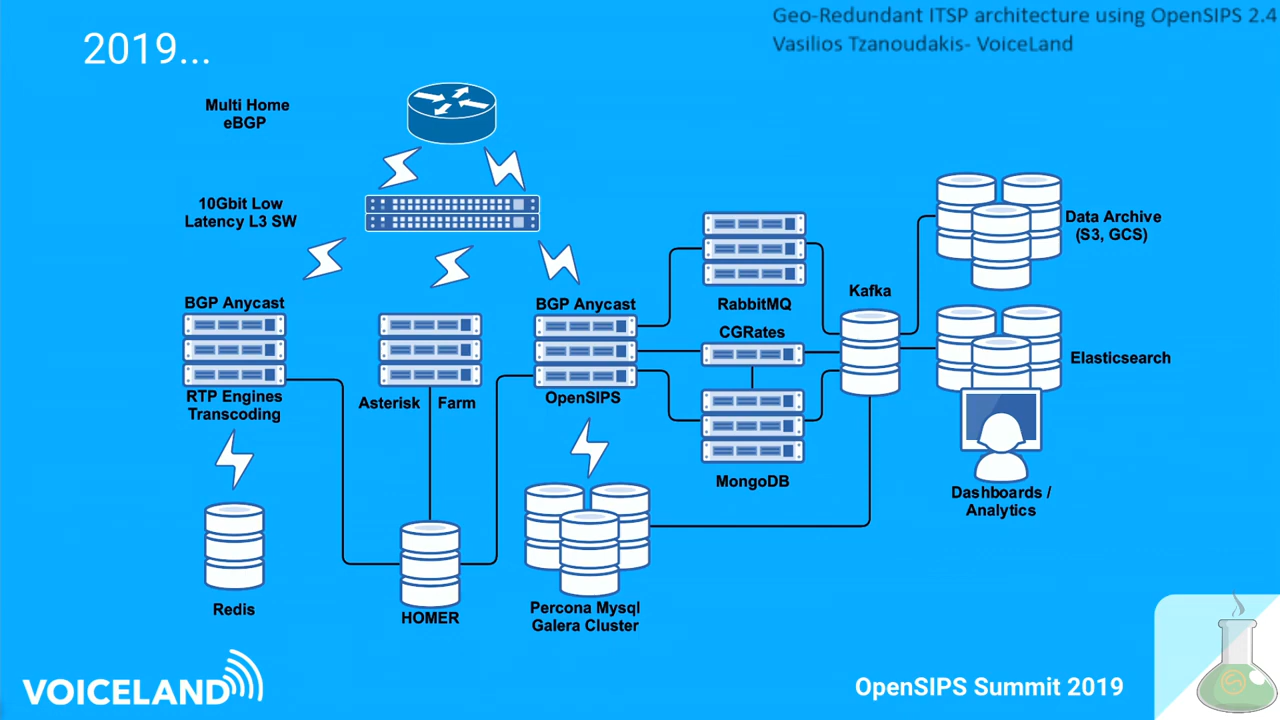 Geo-Redundant ITSP architecture using OpenSIPS 2.4
Vasilios Tzanoudakis- VoiceLand
2019...
Multi Home
eBGP
10Gbit Low
Latency L3 SW
BGP Anycast
RTP Engines
Transcoding
Redis
Asterisk Farm
HOMER
BGP Anycast
OpenSIPS
Percona Mysql
Galera Cluster
RabbitMQ
CGRates
MongoDB
Kafka
Data Archive
(S3, GCS)
Elasticsearch
Dashboards /
Analytics
VOICELAND
OpenSIPS Summit 2019